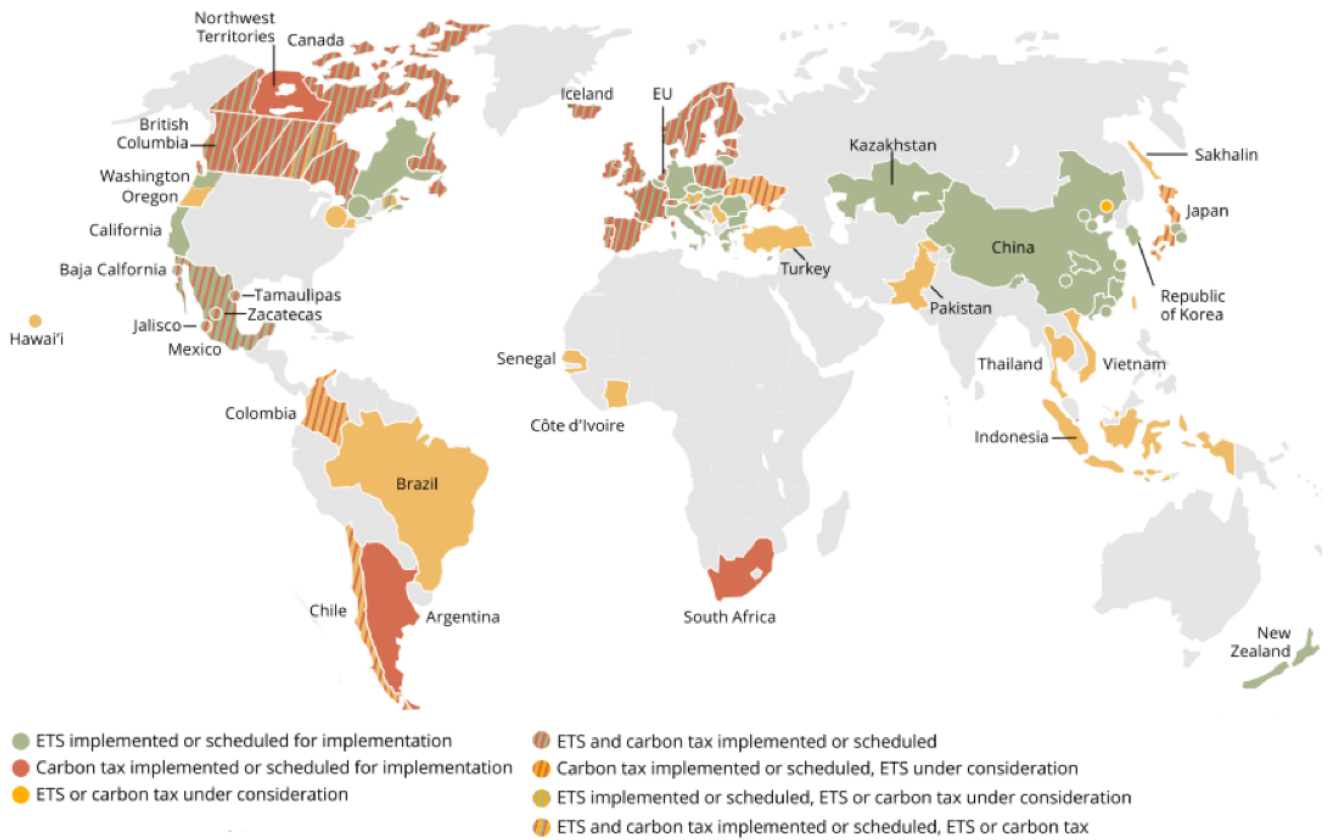 Northwest
Territories
Canada
British
Columbia
Washington
Oregon
California
Baja Calfornia
Tamaulipas
Zacatecas
Jalisco
Mexico
Hawai’i
Colombia
Brazil
Chile
Argentina
Iceland
EU
Turkey
Senegal
Côte d’Ivoire
South Africa
Kazakhstan
China
Pakistan
Thailand
Vietnam
Indonesia
Sakhalin
Japan
Republic
of Korea
New
Zealand
ETS implemented or scheduled for implementation
Carbon tax implemented or scheduled for implementation
ETS or carbon tax under consideration
ETS and carbon tax implemented or scheduled
Carbon tax implemented or scheduled, ETS under consideration
ETS implemented or scheduled, ETS or carbon tax under consideration
ETS and carbon tax implemented or scheduled, ETS or carbon tax